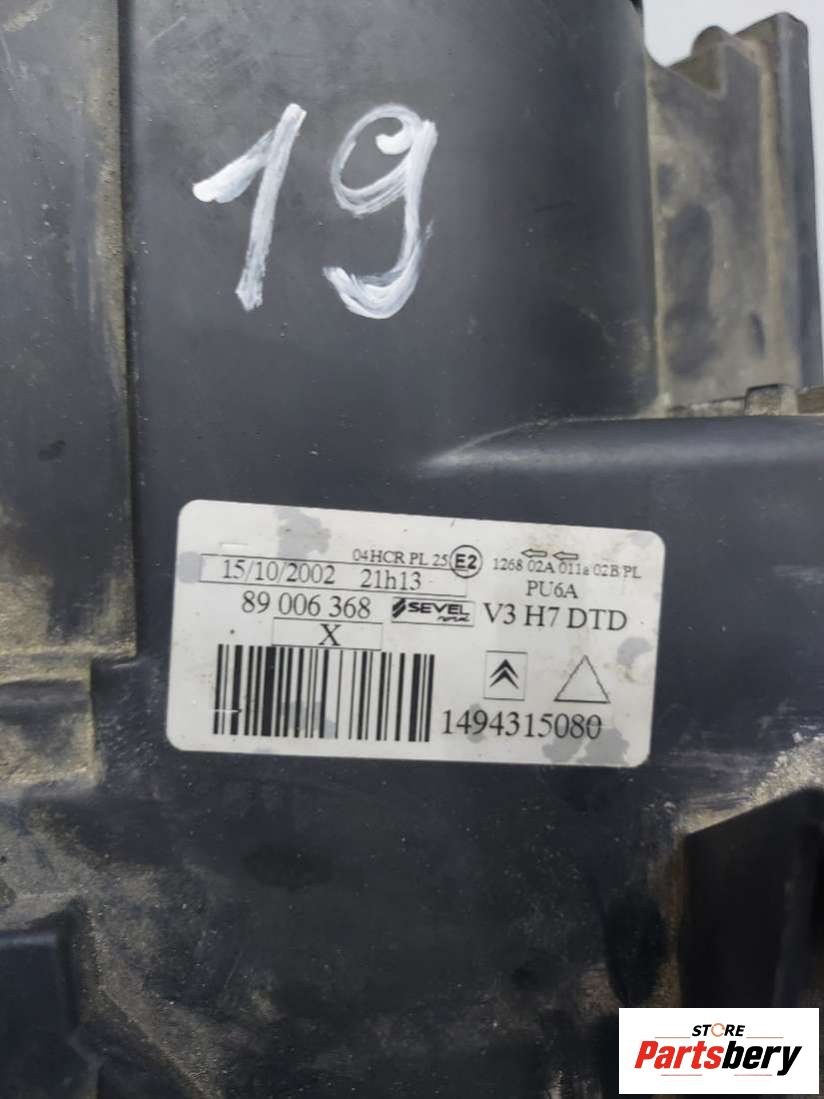 19
04HCR PL 25 E2 1268 02A 011a 02B PL
15/10/2002 21h13 PU6A
89 006 368 SEVEL V3 H7 DTD
X
1494315080
STORE
Partsbery